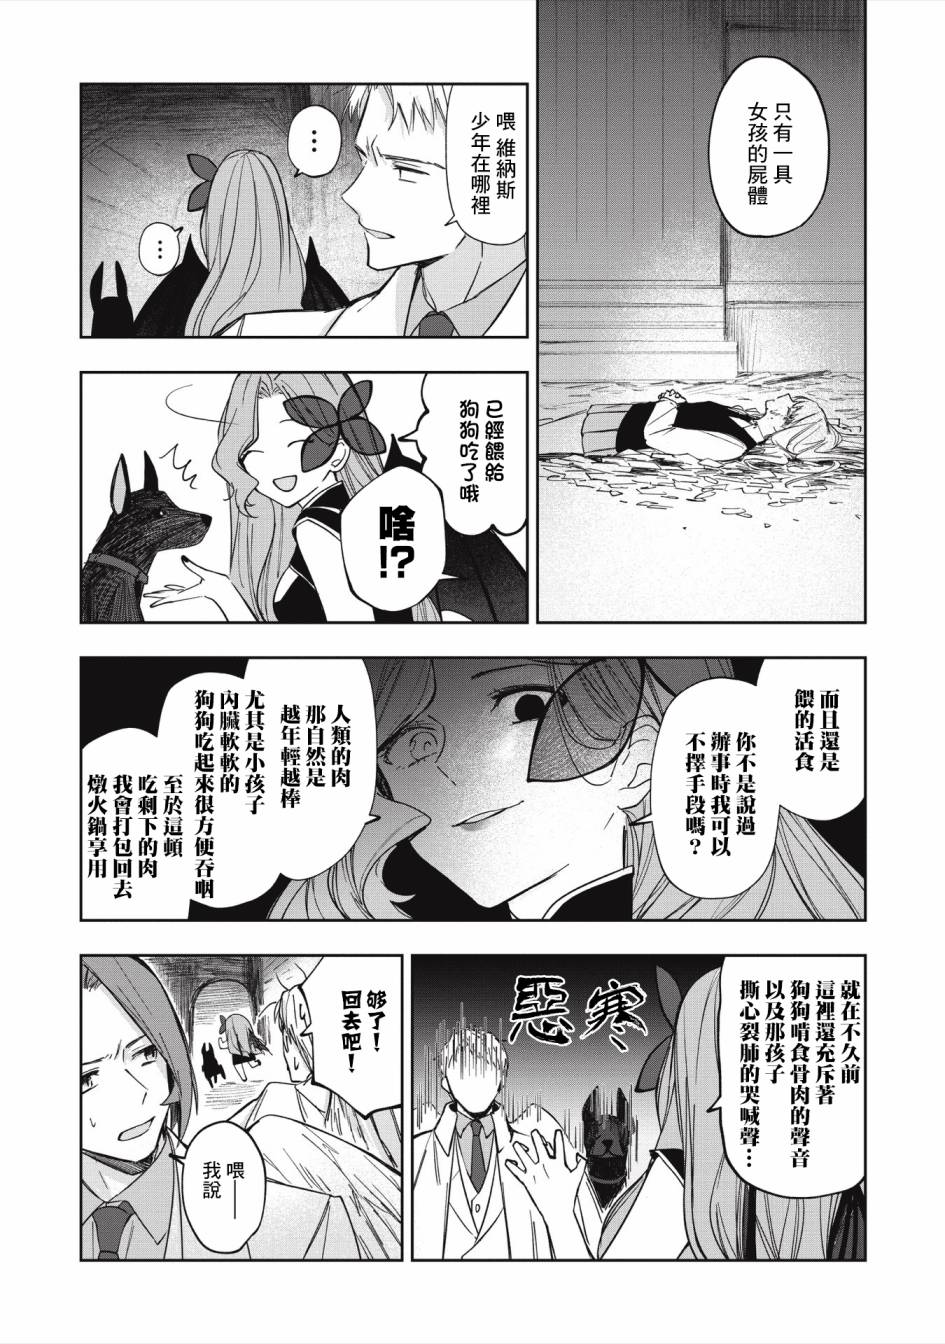 只有一具
女孩的屍體
喂 維納斯
少年在哪裡
…
…
已經餵給
狗狗吃了哦
啥!?
而且還是
餵的活食
你不是說過
辦事時我可以
不擇手段嗎？
人類的肉
那自然是
越年輕越棒
尤其是小孩子
內臟軟軟的
狗狗吃起來很方便吞咽
至於這頓
吃剩下的肉
我會打包回去
燉火鍋享用
就在不久前
這裡還充斥著
狗狗啃食骨肉的聲音
以及那孩子
撕心裂肺的哭喊聲…
惡寒
够了！
回去吧！
喂——
我說